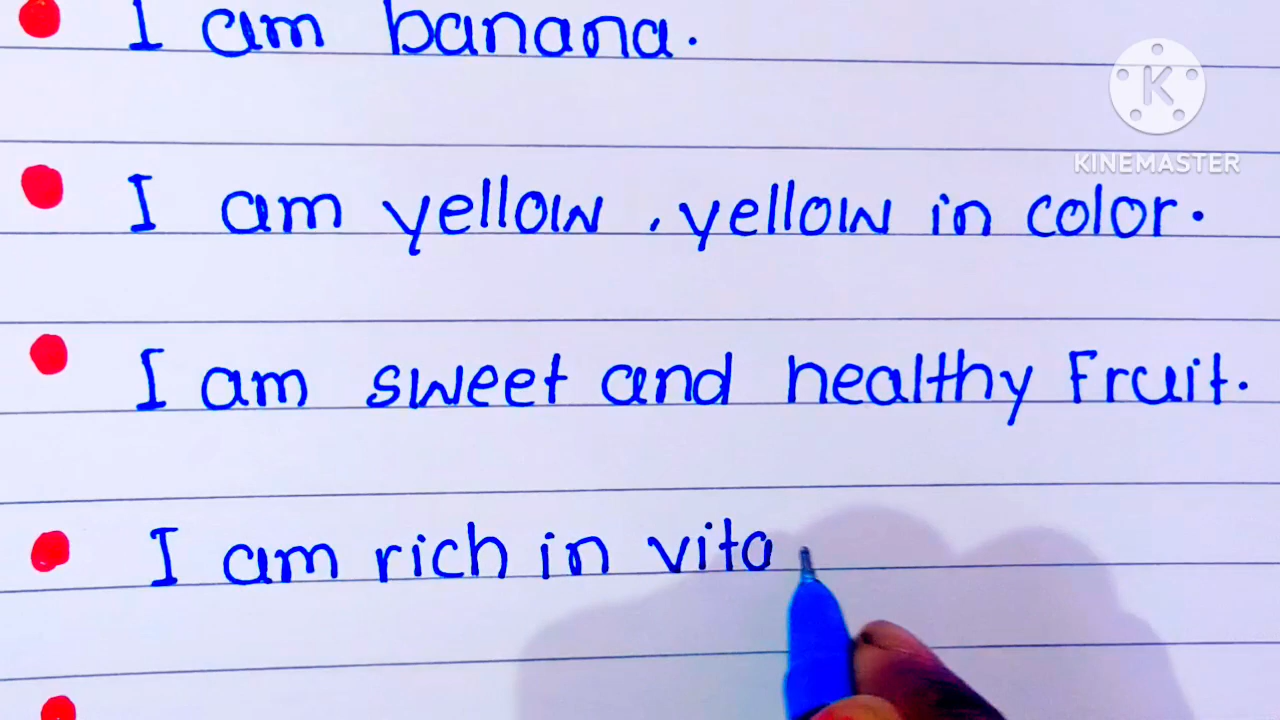 I am banana.
K
KINEMASTER
I am yellow, yellow in color.
I am sweet and healthy Fruit.
I am rich in vita